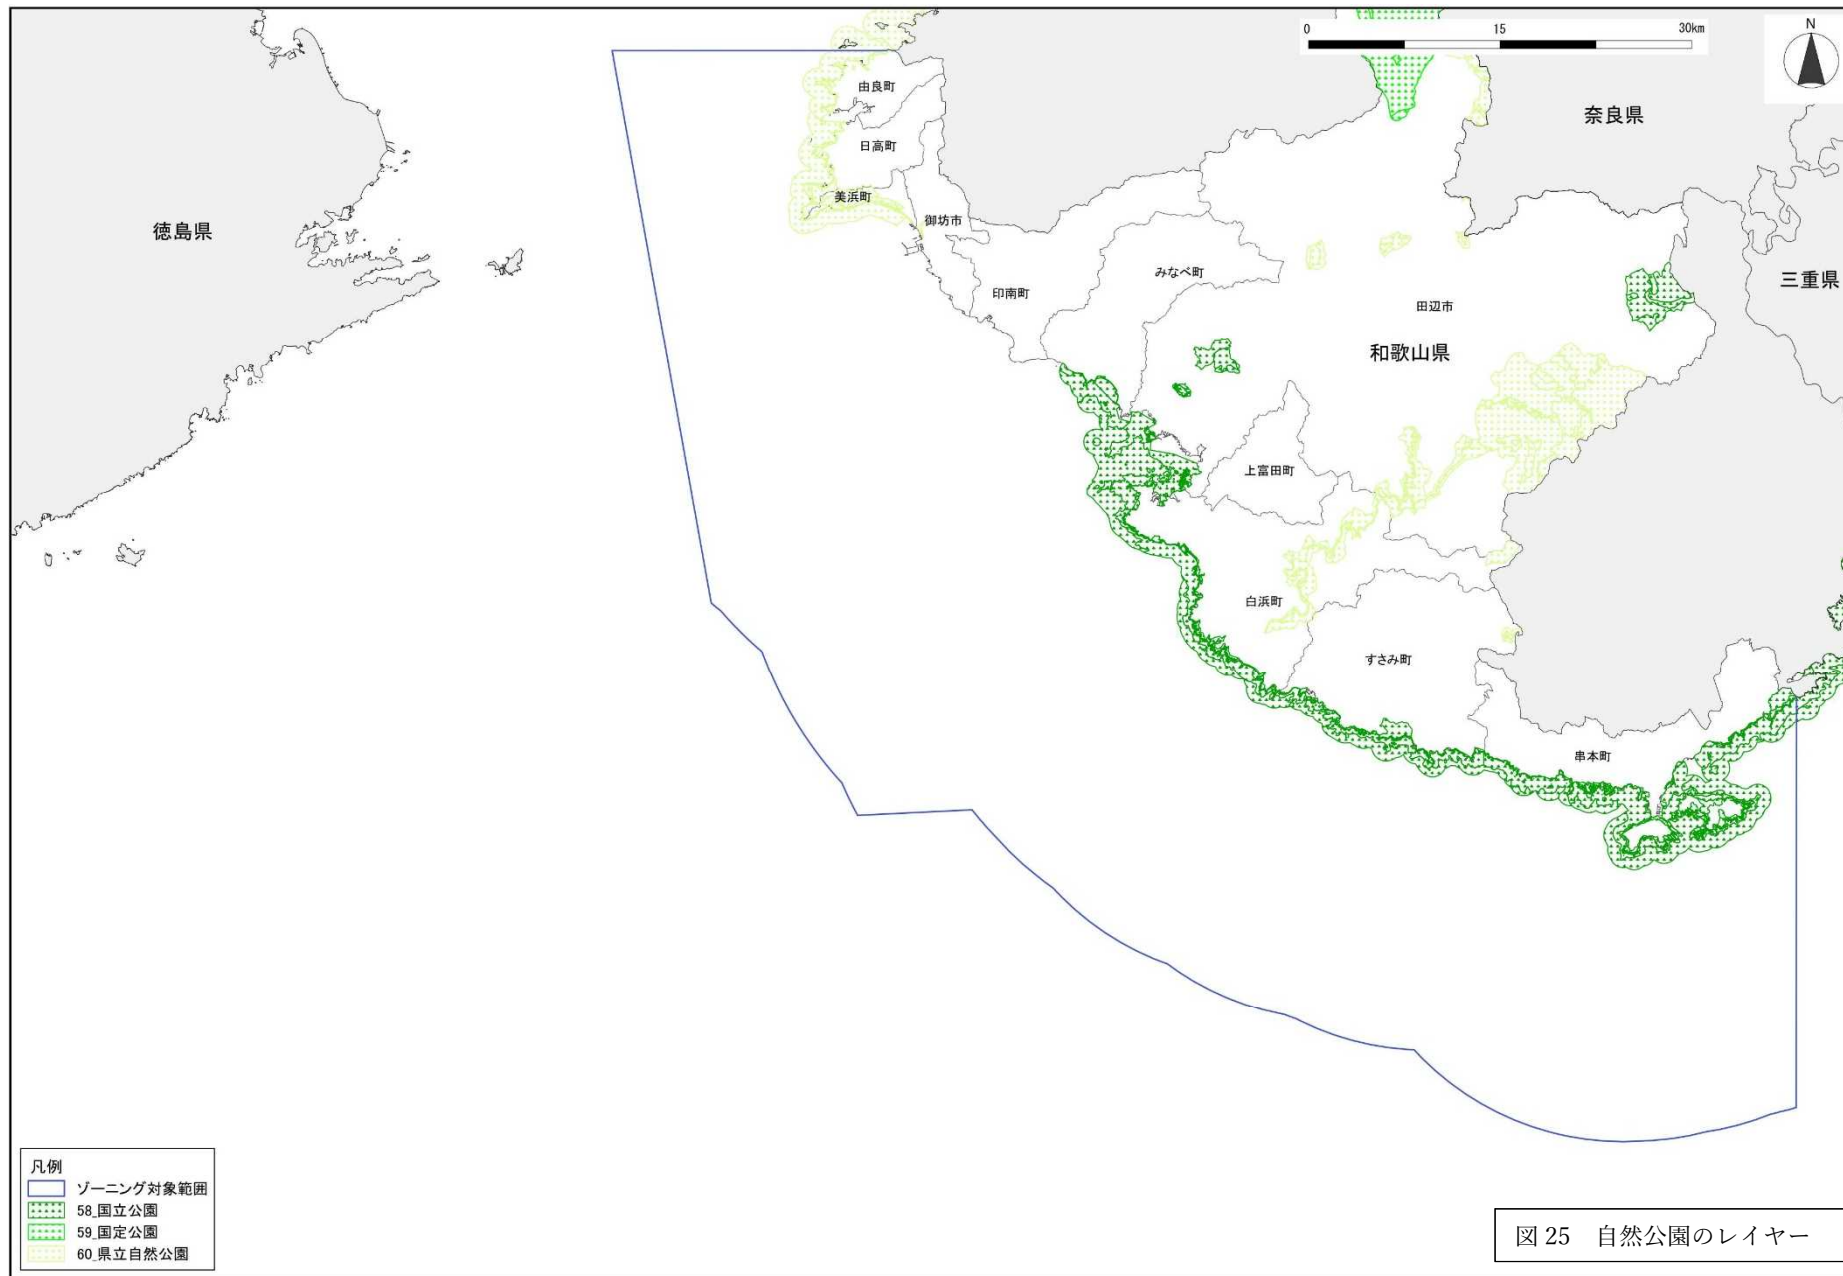 0 15 30km
N
由良町
奈良県
日高町
美浜町
御坊市
徳島県
みなべ町
三重県
印南町
田辺市
和歌山県
上富田町
白浜町
すさみ町
串本町
凡例
ゾーニング対象範囲
58_国立公園
59_国定公園
60_県立自然公園
図 25 自然公園のレイヤー